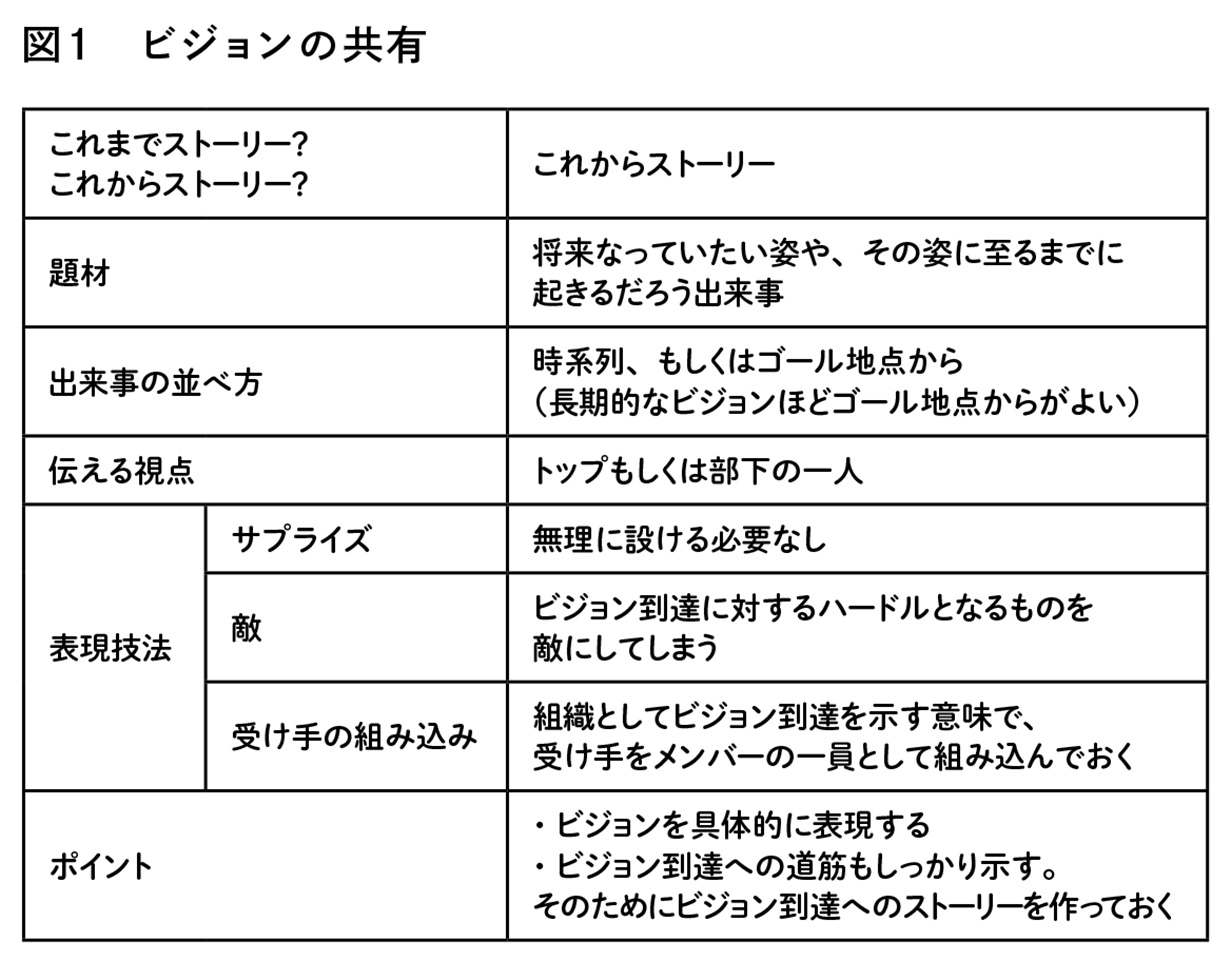 図1　ビジョンの共有
これまでストーリー?
これからストーリー?
これからストーリー
題材
将来なっていたい姿や、その姿に至るまでに
起きるだろう出来事
出来事の並べ方
時系列、もしくはゴール地点から
（長期的なビジョンほどゴール地点からがよい）
伝える視点
トップもしくは部下の一人
表現技法
サプライズ
無理に設ける必要なし
敵
ビジョン到達に対するハードルとなるものを
敵にしてしまう
受け手の組み込み
組織としてビジョン到達を示す意味で、
受け手をメンバーの一員として組み込んでおく
ポイント
・ビジョンを具体的に表現する
・ビジョン到達への道筋もしっかり示す。
そのためにビジョン到達へのストーリーを作っておく